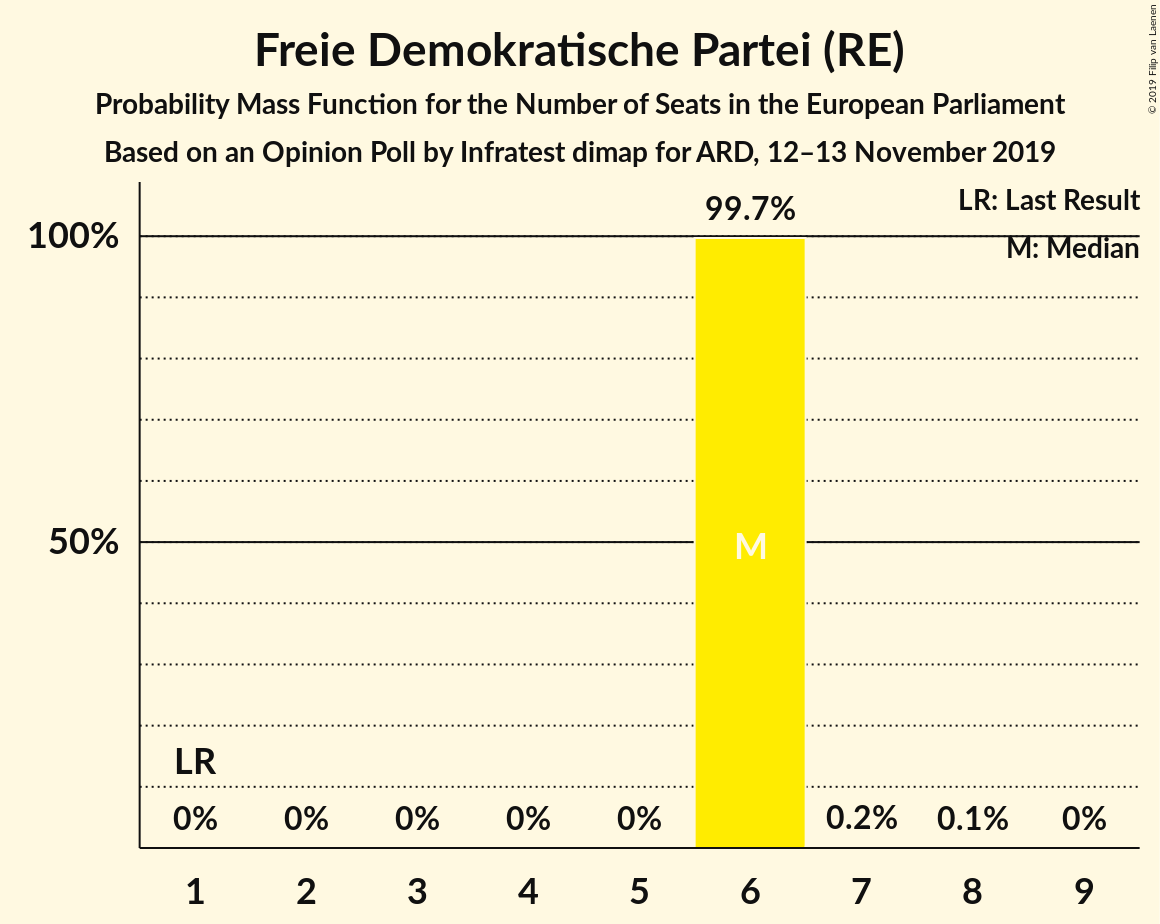 Freie Demokratische Partei (RE)
Probability Mass Function for the Number of Seats in the European Parliament
Based on an Opinion Poll by Infratest dimap for ARD, 12–13 November 2019
© 2019 Filip van Laenen
LR: Last Result
M: Median
99.7%
100%
50%
M
LR
0% 0% 0% 0% 0% 0.2% 0.1% 0%
1 2 3 4 5 6 7 8 9